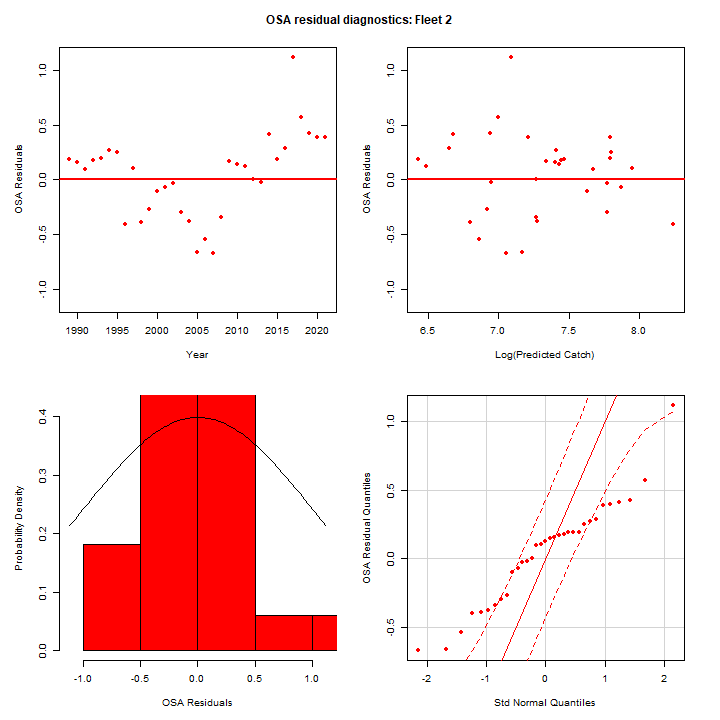 OSA residual diagnostics: Fleet 2
OSA Residuals
1.0
0.5
0.0
-0.5
-1.0
1990 1995 2000 2005 2010 2015 2020
Year
OSA Residuals
1.0
0.5
0.0
-0.5
-1.0
6.5 7.0 7.5 8.0
Log(Predicted Catch)
Probability Density
0.4
0.3
0.2
0.1
0.0
-1.0 -0.5 0.0 0.5 1.0
OSA Residuals
OSA Residual Quantiles
1.0
0.5
0.0
-0.5
-2 -1 0 1 2
Std Normal Quantiles